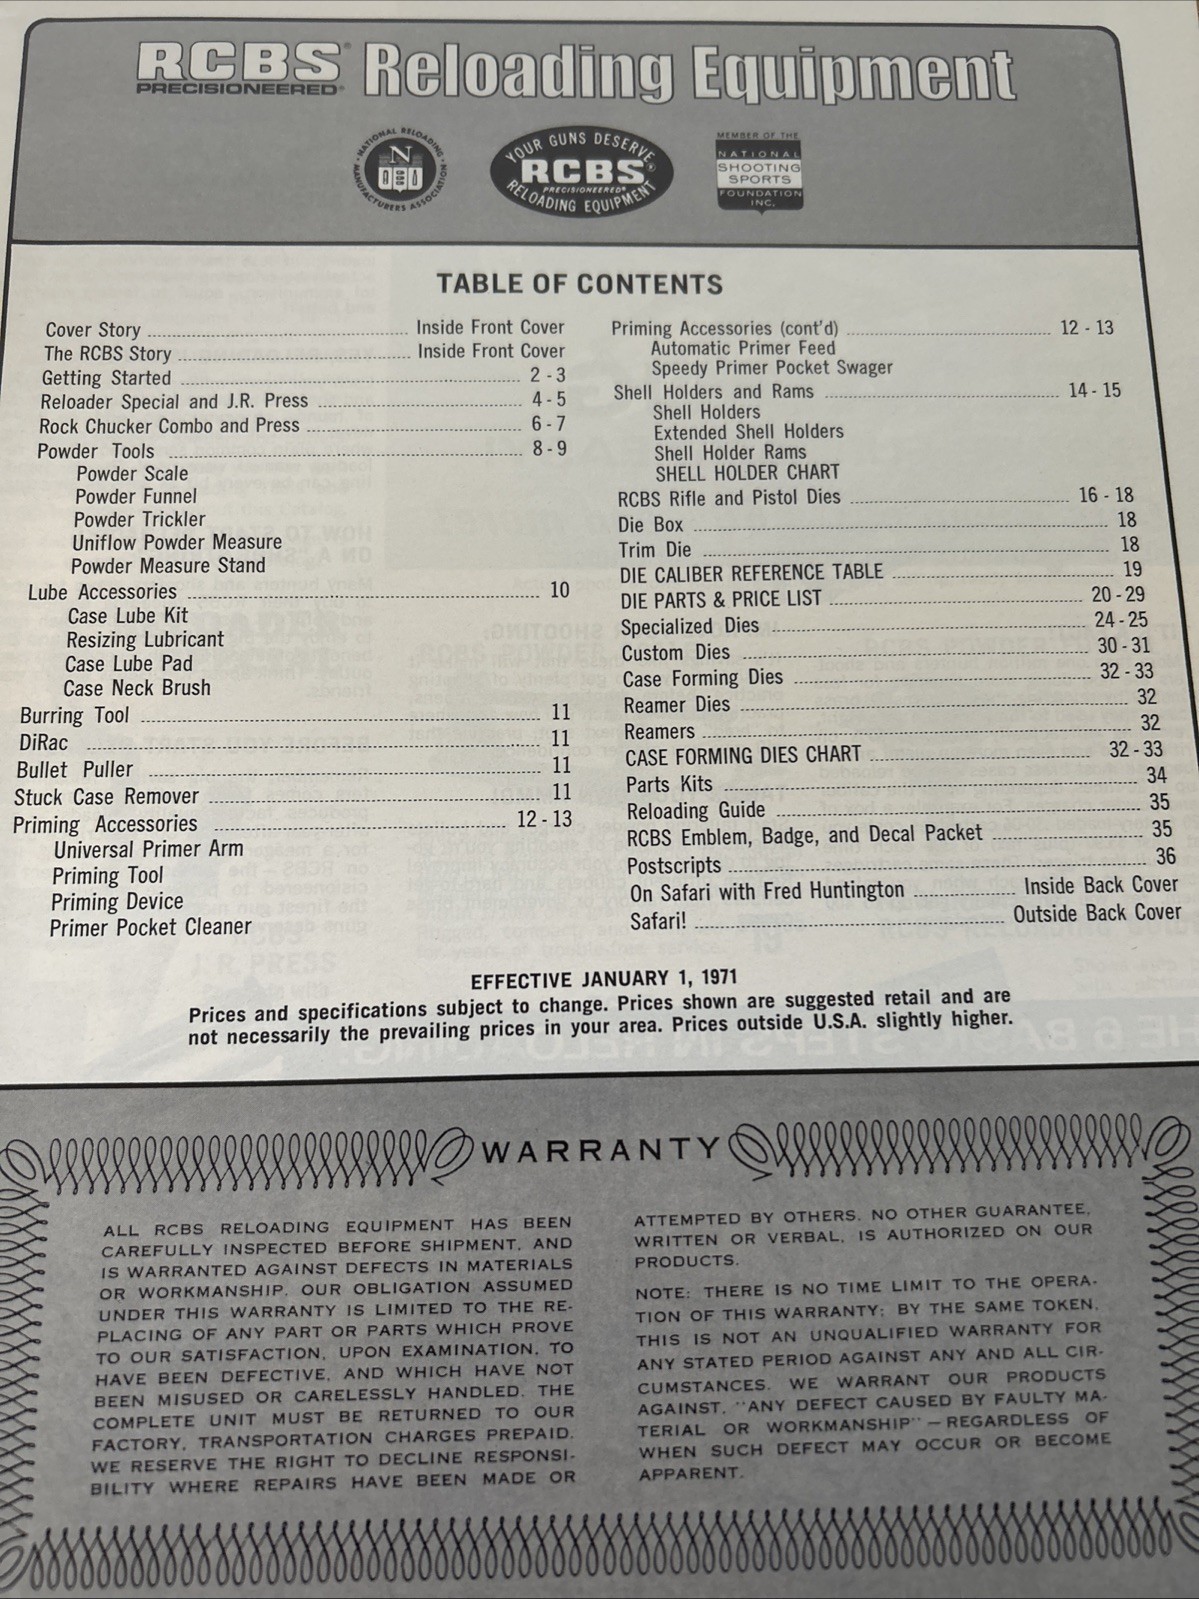 RCBS® Reloading Equipment
PRECISIONEERED®
NATIONAL RELOADING MANUFACTURERS ASSOCIATION
N
YOUR GUNS DESERVE
RCBS®
PRECISIONEERED®
RELOADING EQUIPMENT
MEMBER OF THE
NATIONAL
SHOOTING
SPORTS
FOUNDATION
INC.
TABLE OF CONTENTS
Cover Story ........ Inside Front Cover
The RCBS Story ........ Inside Front Cover
Getting Started ........ 2 - 3
Reloader Special and J.R. Press ........ 4 - 5
Rock Chucker Combo and Press ........ 6 - 7
Powder Tools ........ 8 - 9
Powder Scale
Powder Funnel
Powder Trickler
Uniflow Powder Measure
Powder Measure Stand
Lube Accessories ........ 10
Case Lube Kit
Resizing Lubricant
Case Lube Pad
Case Neck Brush
Burring Tool ........ 11
DiRac ........ 11
Bullet Puller ........ 11
Stuck Case Remover ........ 11
Priming Accessories ........ 12 - 13
Universal Primer Arm
Priming Tool
Priming Device
Primer Pocket Cleaner
Priming Accessories (cont'd) ........ 12 - 13
Automatic Primer Feed
Speedy Primer Pocket Swager
Shell Holders and Rams ........ 14 - 15
Shell Holders
Extended Shell Holders
Shell Holder Rams
SHELL HOLDER CHART
RCBS Rifle and Pistol Dies ........ 16 - 18
Die Box ........ 18
Trim Die ........ 18
DIE CALIBER REFERENCE TABLE ........ 19
DIE PARTS & PRICE LIST ........ 20 - 29
Specialized Dies ........ 24 - 25
Custom Dies ........ 30 - 31
Case Forming Dies ........ 32 - 33
Reamer Dies ........ 32
Reamers ........ 32
CASE FORMING DIES CHART ........ 32 - 33
Parts Kits ........ 34
Reloading Guide ........ 35
RCBS Emblem, Badge, and Decal Packet ........ 35
Postscripts ........ 36
On Safari with Fred Huntington ........ Inside Back Cover
Safari! ........ Outside Back Cover
EFFECTIVE JANUARY 1, 1971
Prices and specifications subject to change. Prices shown are suggested retail and are
not necessarily the prevailing prices in your area. Prices outside U.S.A. slightly higher.
WARRANTY
ALL RCBS RELOADING EQUIPMENT HAS BEEN
CAREFULLY INSPECTED BEFORE SHIPMENT, AND
IS WARRANTED AGAINST DEFECTS IN MATERIALS
OR WORKMANSHIP. OUR OBLIGATION ASSUMED
UNDER THIS WARRANTY IS LIMITED TO THE RE-
PLACING OF ANY PART OR PARTS WHICH PROVE
TO OUR SATISFACTION, UPON EXAMINATION, TO
HAVE BEEN DEFECTIVE, AND WHICH HAVE NOT
BEEN MISUSED OR CARELESSLY HANDLED. THE
COMPLETE UNIT MUST BE RETURNED TO OUR
FACTORY, TRANSPORTATION CHARGES PREPAID.
WE RESERVE THE RIGHT TO DECLINE RESPONSI-
BILITY WHERE REPAIRS HAVE BEEN MADE OR
ATTEMPTED BY OTHERS. NO OTHER GUARANTEE,
WRITTEN OR VERBAL, IS AUTHORIZED ON OUR
PRODUCTS.
NOTE: THERE IS NO TIME LIMIT TO THE OPERA-
TION OF THIS WARRANTY; BY THE SAME TOKEN,
THIS IS NOT AN UNQUALIFIED WARRANTY FOR
ANY STATED PERIOD AGAINST ANY AND ALL CIR-
CUMSTANCES. WE WARRANT OUR PRODUCTS
AGAINST, "ANY DEFECT CAUSED BY FAULTY MA-
TERIAL OR WORKMANSHIP" — REGARDLESS OF
WHEN SUCH DEFECT MAY OCCUR OR BECOME
APPARENT.